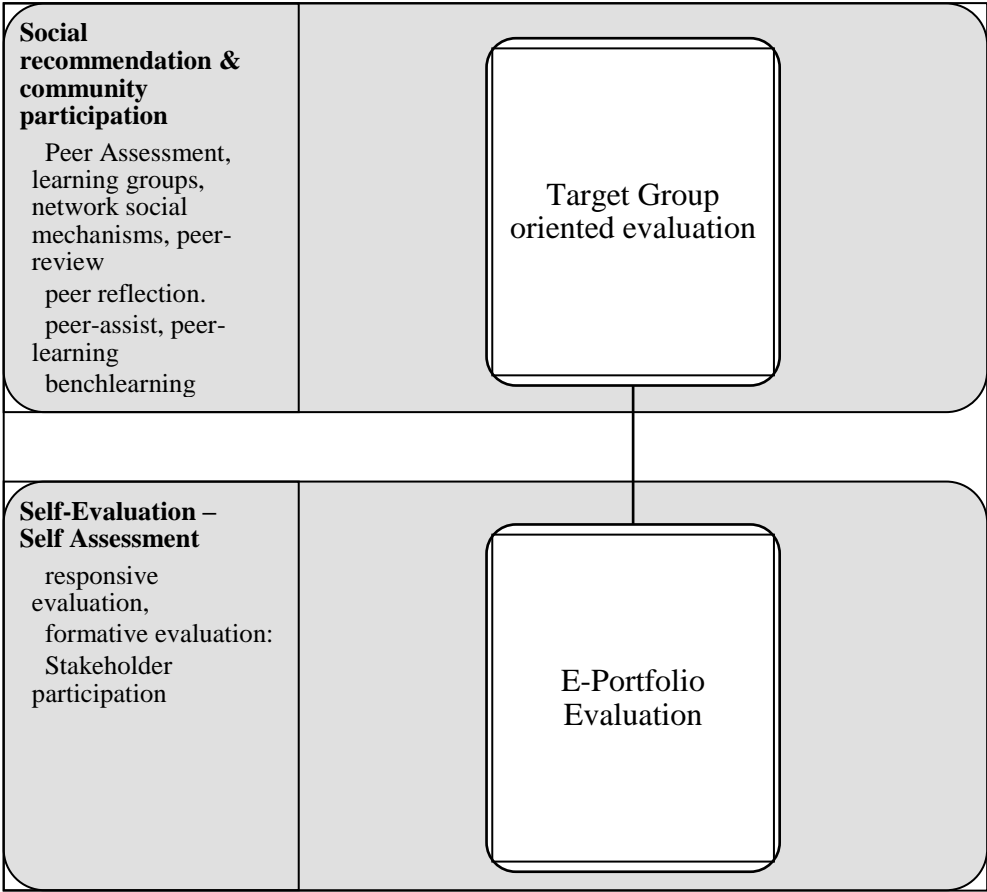 Social
recommendation &
community
participation
Peer Assessment,
learning groups,
network social
mechanisms, peer-
review
peer reflection.
peer-assist, peer-
learning
benchlearning
Target Group
oriented evaluation
Self-Evaluation –
Self Assessment
responsive
evaluation,
formative evaluation:
Stakeholder
participation
E-Portfolio
Evaluation